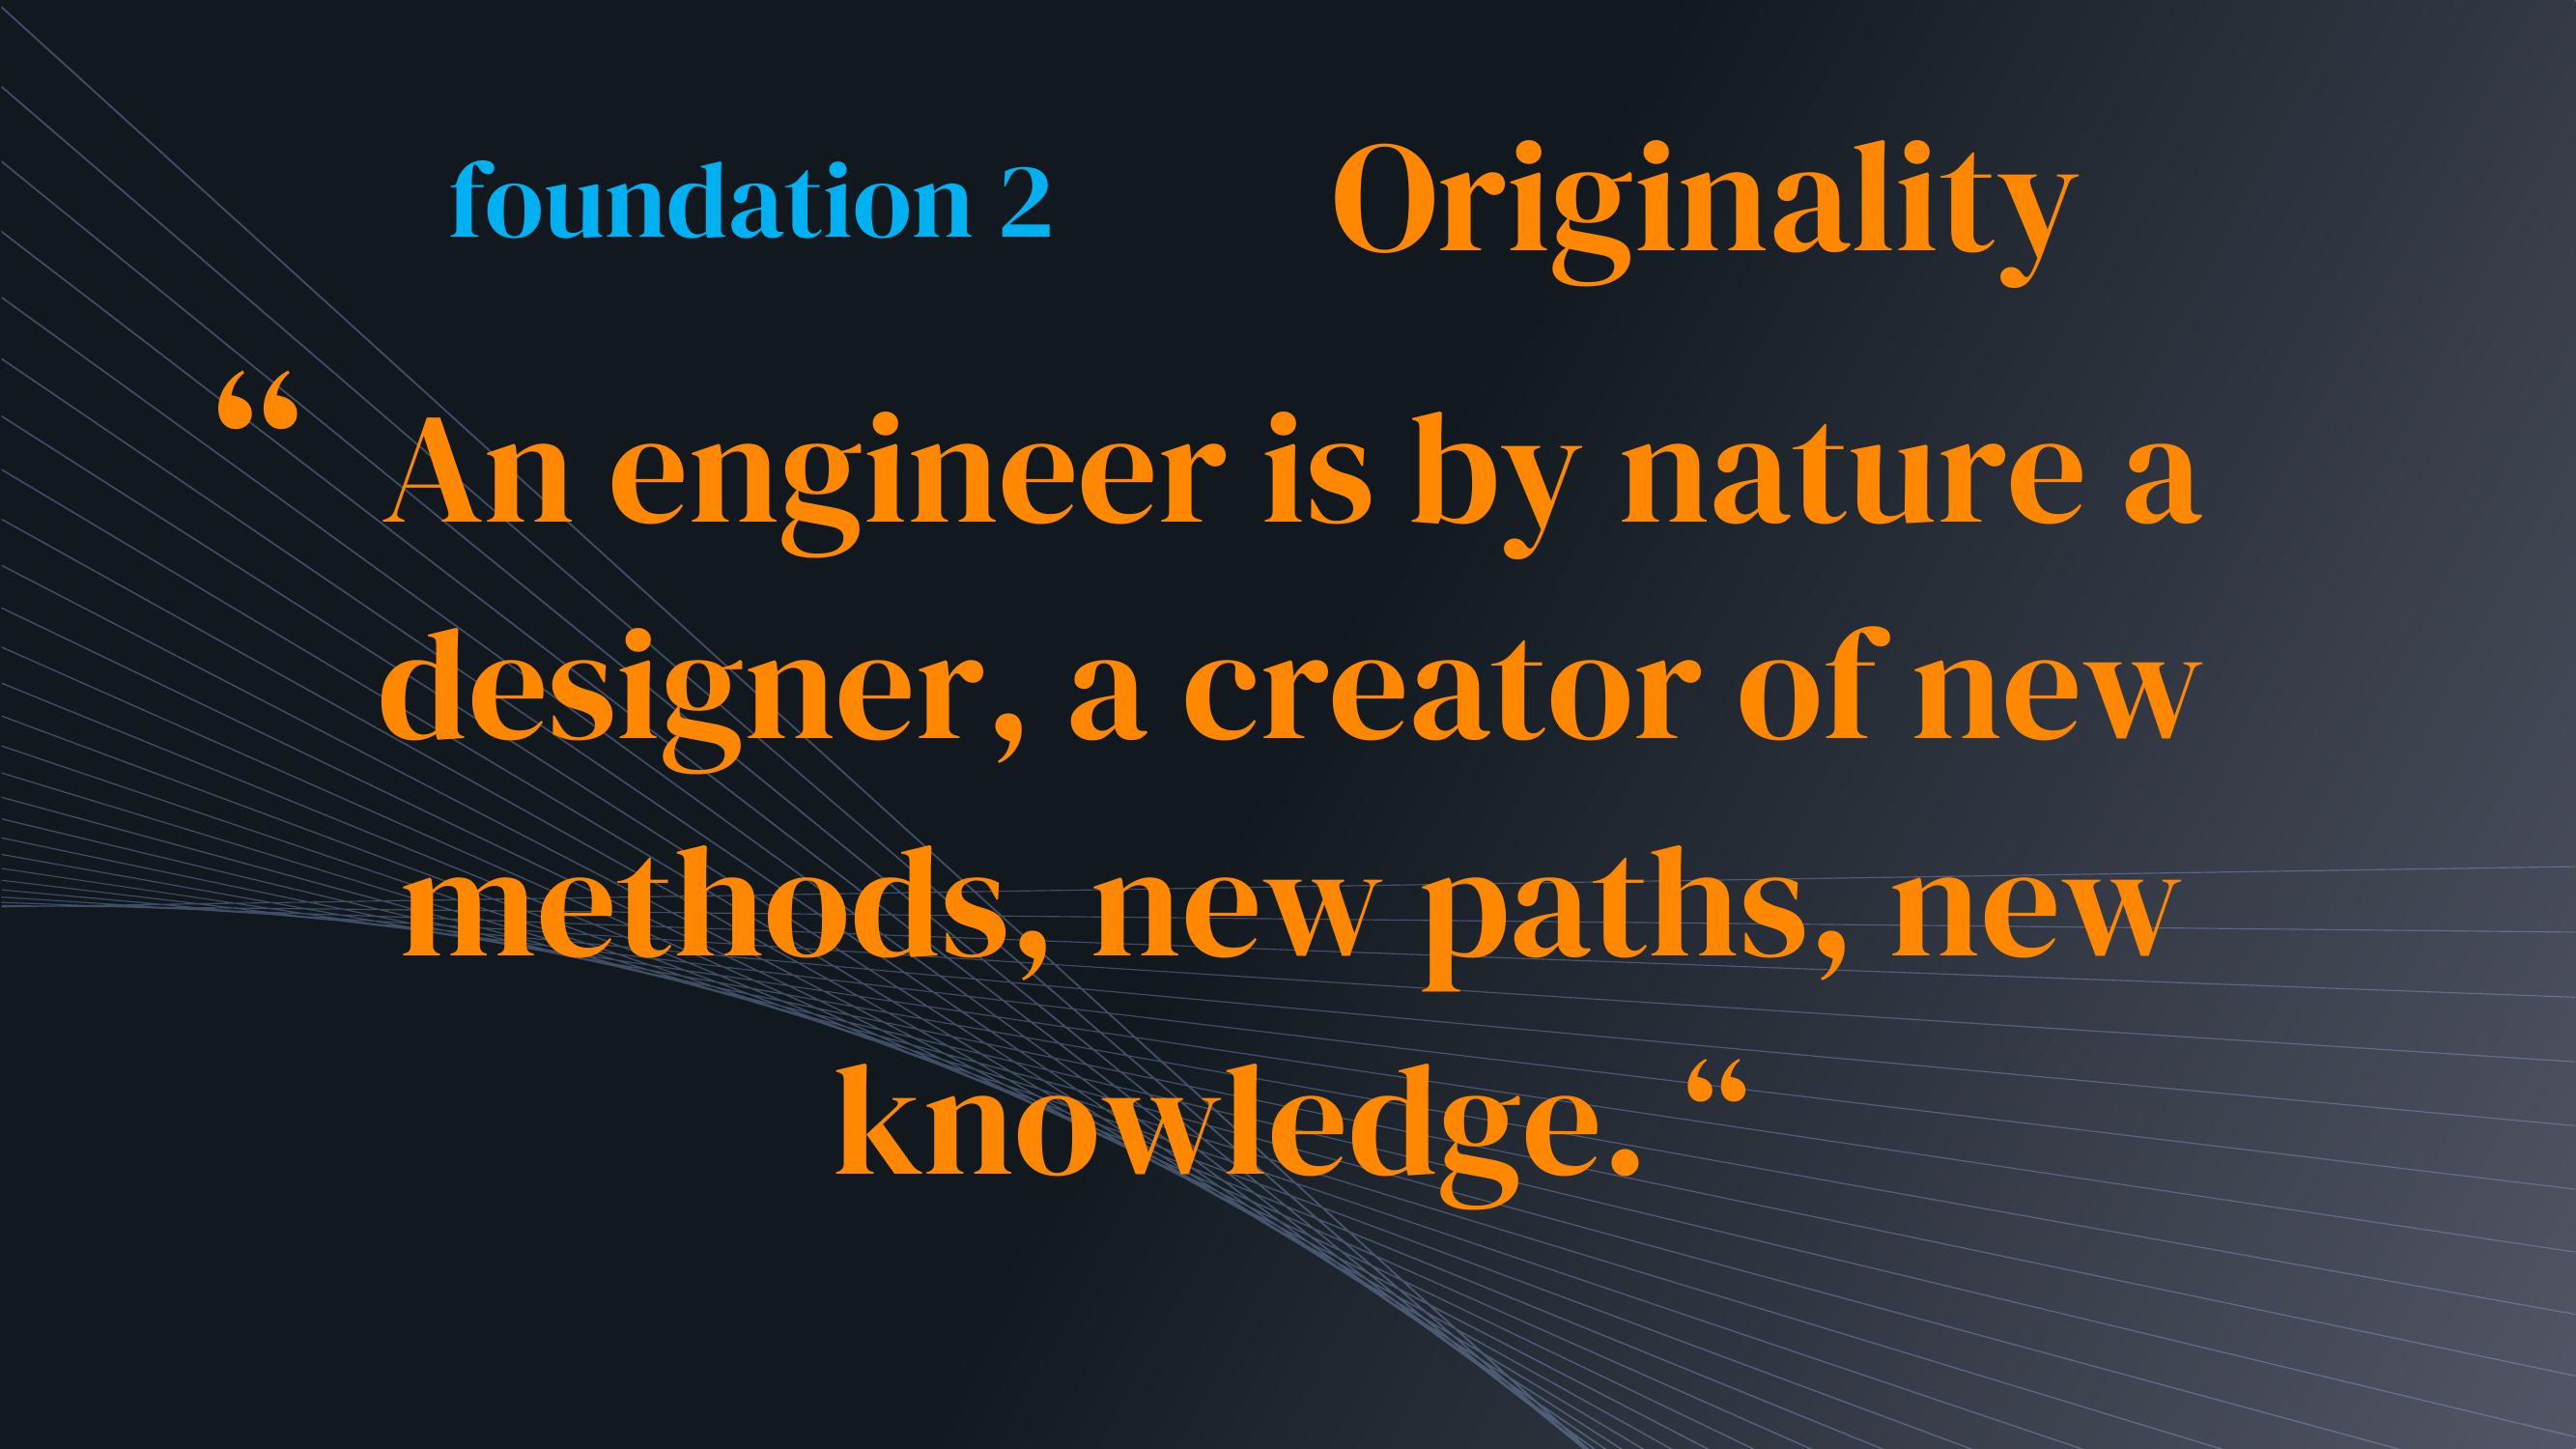 foundation 2 Originality
“ An engineer is by nature a
designer, a creator of new
methods, new paths, new
knowledge. “